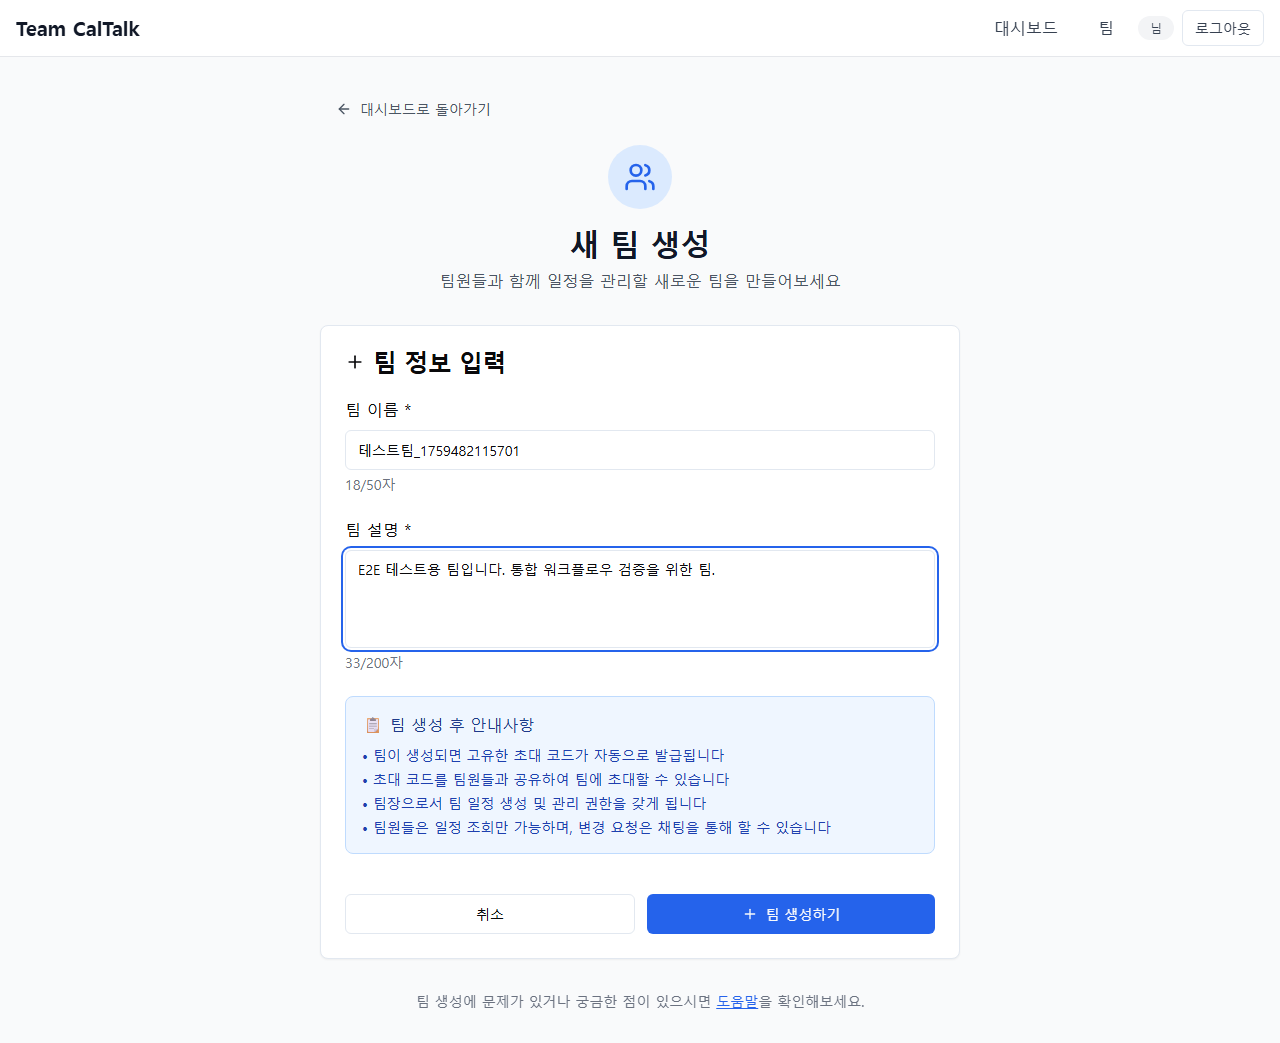 Team CalTalk
대시보드
팀
님
로그아웃
대시보드로 돌아가기
새 팀 생성
팀원들과 함께 일정을 관리할 새로운 팀을 만들어보세요
팀 정보 입력
팀 이름 *
테스트팀_1759482115701
18/50자
팀 설명 *
E2E 테스트용 팀입니다. 통합 워크플로우 검증을 위한 팀.
33/200자
📋 팀 생성 후 안내사항
• 팀이 생성되면 고유한 초대 코드가 자동으로 발급됩니다
• 초대 코드를 팀원들과 공유하여 팀에 초대할 수 있습니다
• 팀장으로서 팀 일정 생성 및 관리 권한을 갖게 됩니다
• 팀원들은 일정 조회만 가능하며, 변경 요청은 채팅을 통해 할 수 있습니다
취소
팀 생성하기
팀 생성에 문제가 있거나 궁금한 점이 있으시면 도움말을 확인해보세요.